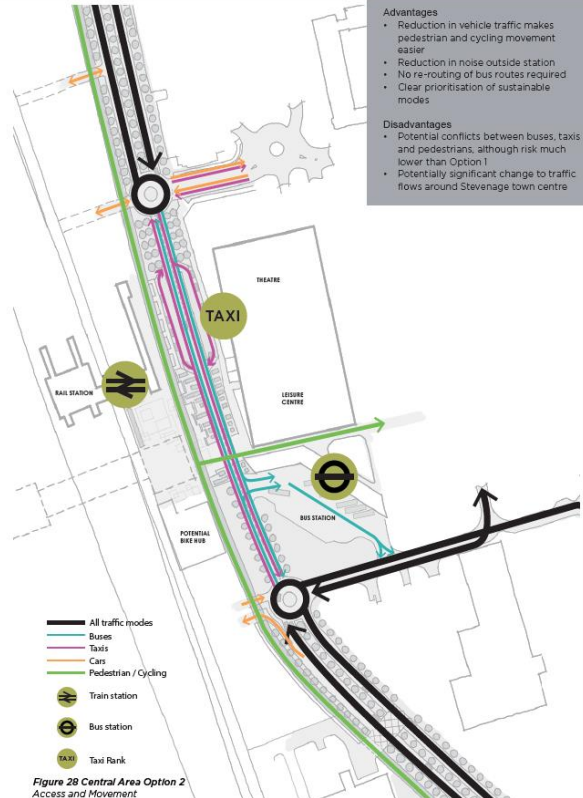 Advantages
• Reduction in vehicle traffic makes
pedestrian and cycling movement
easier
• Reduction in noise outside station
• No re-routing of bus routes required
• Clear prioritisation of sustainable
modes
Disadvantages
• Potential conflicts between buses, taxis
and pedestrians, although risk much
lower than Option 1
• Potentially significant change to traffic
flows around Stevenage town centre
THEATRE
TAXI
RAIL STATION
LEISURE
CENTRE
BUS STATION
POTENTIAL
BIKE HUB
All traffic modes
Buses
Taxis
Cars
Pedestrian / Cycling
Train station
Bus station
TAXI
Taxi Rank
Figure 28 Central Area Option 2
Access and Movement